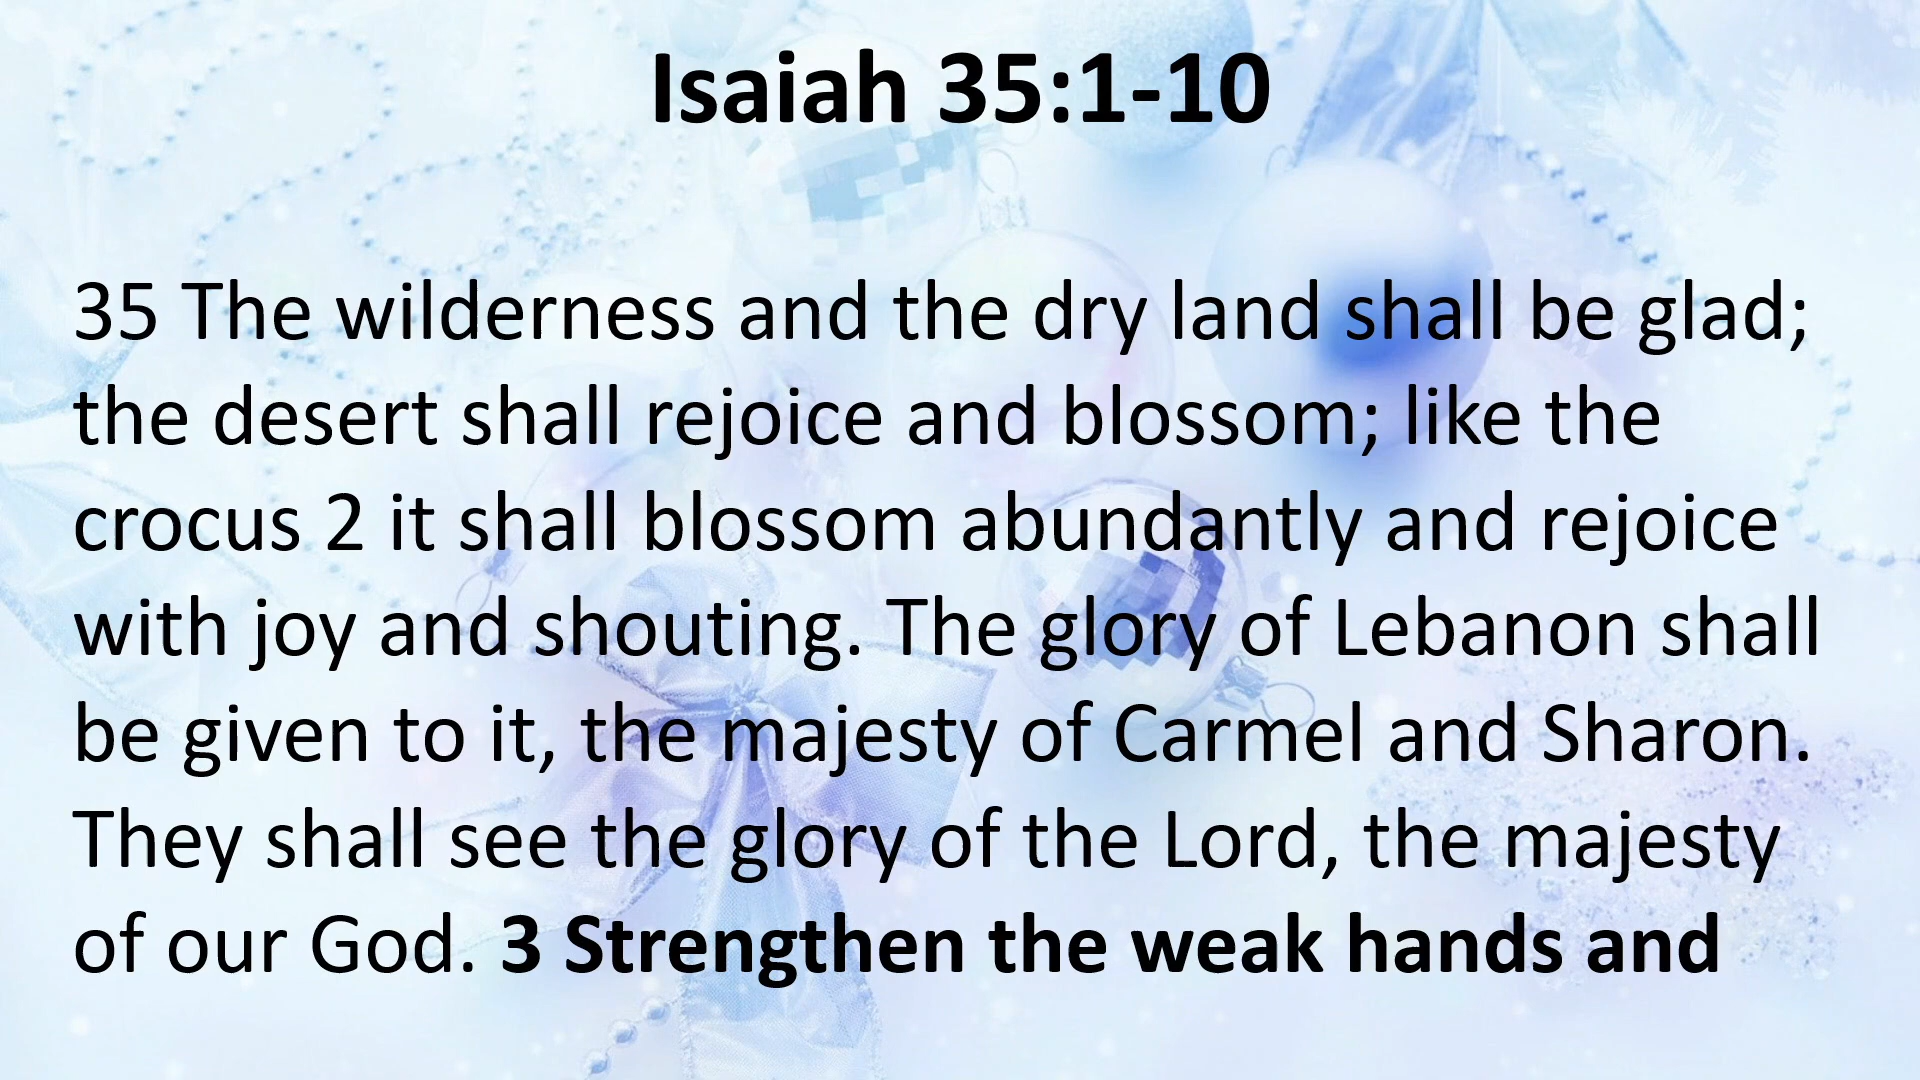 Isaiah 35:1-10
35 The wilderness and the dry land shall be glad;
the desert shall rejoice and blossom; like the
crocus 2 it shall blossom abundantly and rejoice
with joy and shouting. The glory of Lebanon shall
be given to it, the majesty of Carmel and Sharon.
They shall see the glory of the Lord, the majesty
of our God. 3 Strengthen the weak hands and